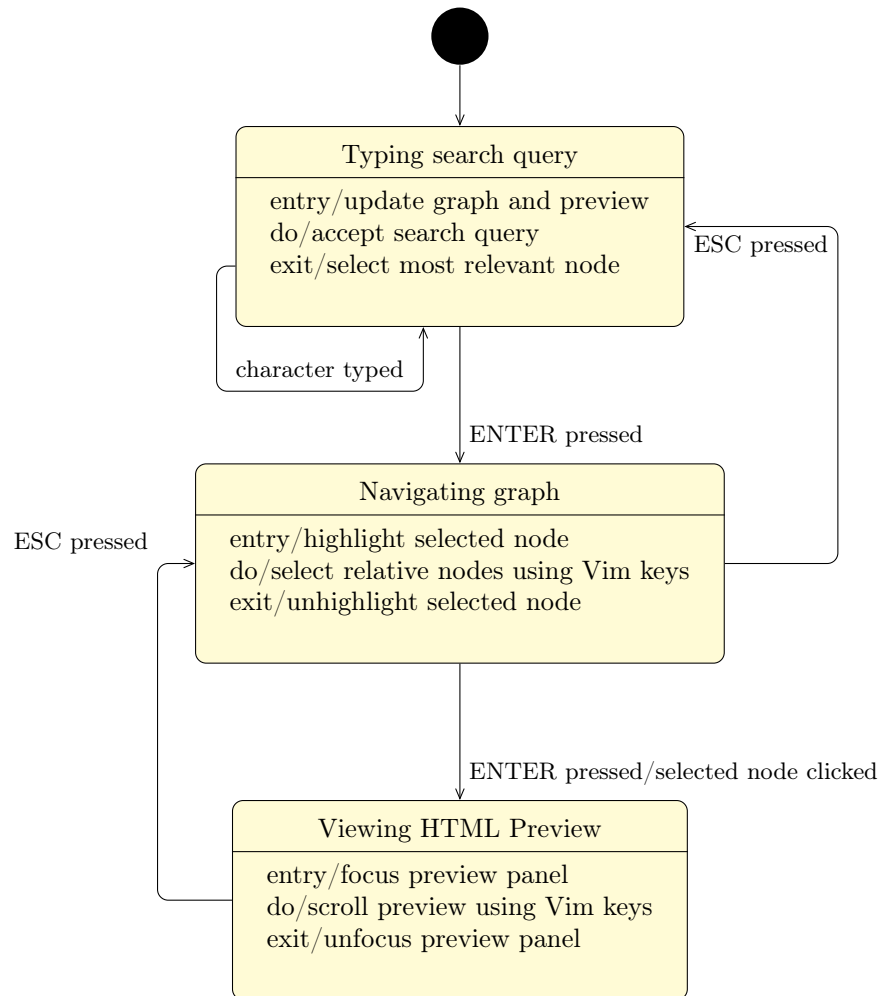 Typing search query
entry/update graph and preview
do/accept search query
exit/select most relevant node
ESC pressed
character typed
ENTER pressed
Navigating graph
entry/highlight selected node
do/select relative nodes using Vim keys
exit/unhighlight selected node
ESC pressed
ENTER pressed/selected node clicked
Viewing HTML Preview
entry/focus preview panel
do/scroll preview using Vim keys
exit/unfocus preview panel